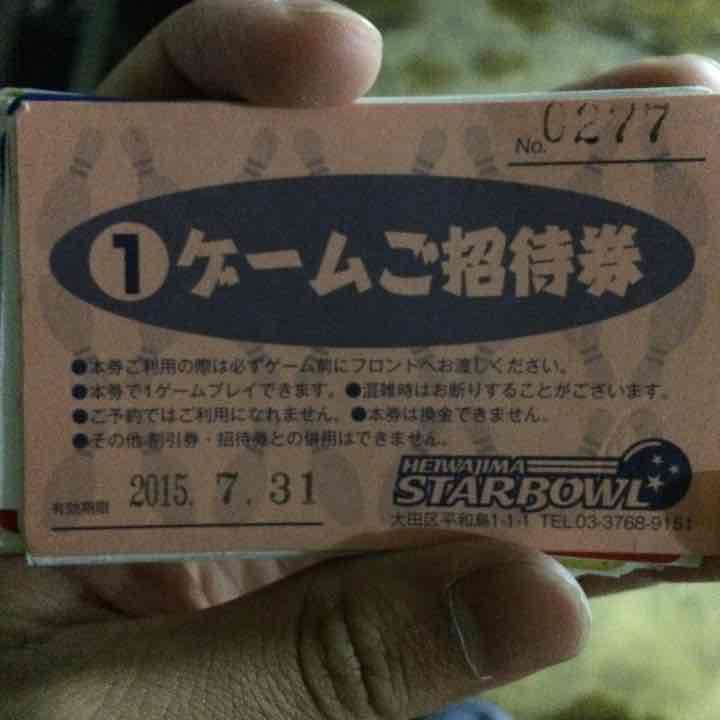 No. 0277
①ゲームご招待券
●本券ご利用の際は必ずゲーム前にフロントへお渡しください。
●本券で1ゲームプレイできます。●混雑時はお断りすることがございます。
●ご予約ではご利用になれません。●本券は換金できません。
●その他 割引券・招待券との併用はできません。
有効期限 2015. 7. 31
HEIWAJIMA
STARBOWL
大田区平和島1-1-1 TEL03-3768-9151